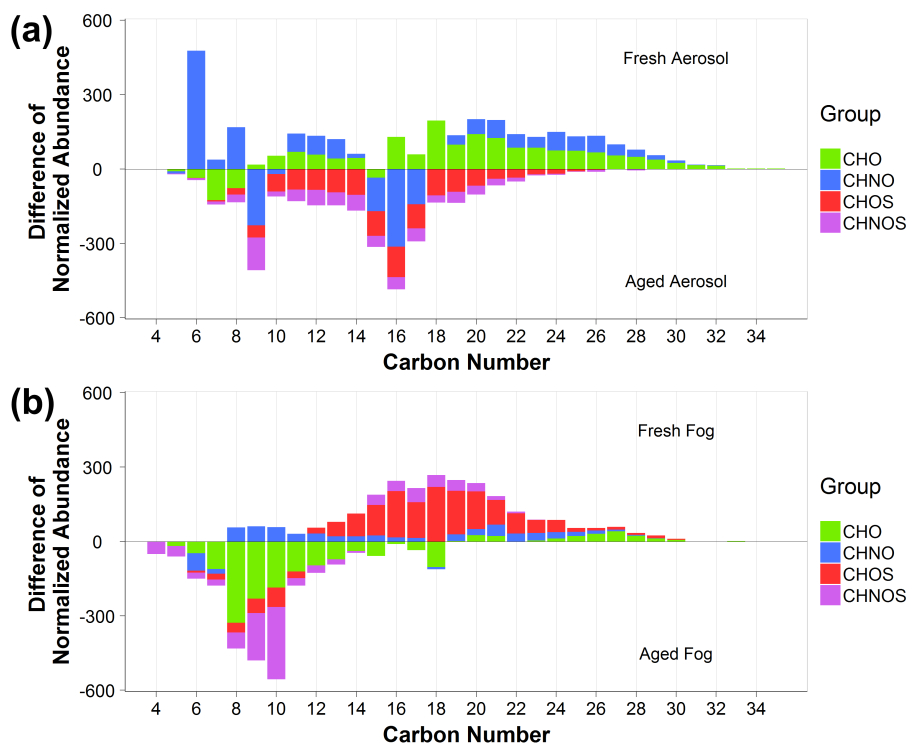 (a)
Difference of
Normalized Abundance
600
300
0
-300
-600
Fresh Aerosol
Aged Aerosol
4 6 8 10 12 14 16 18 20 22 24 26 28 30 32 34
Carbon Number
Group
CHO
CHNO
CHOS
CHNOS
(b)
Difference of
Normalized Abundance
600
300
0
-300
-600
Fresh Fog
Aged Fog
4 6 8 10 12 14 16 18 20 22 24 26 28 30 32 34
Carbon Number
Group
CHO
CHNO
CHOS
CHNOS